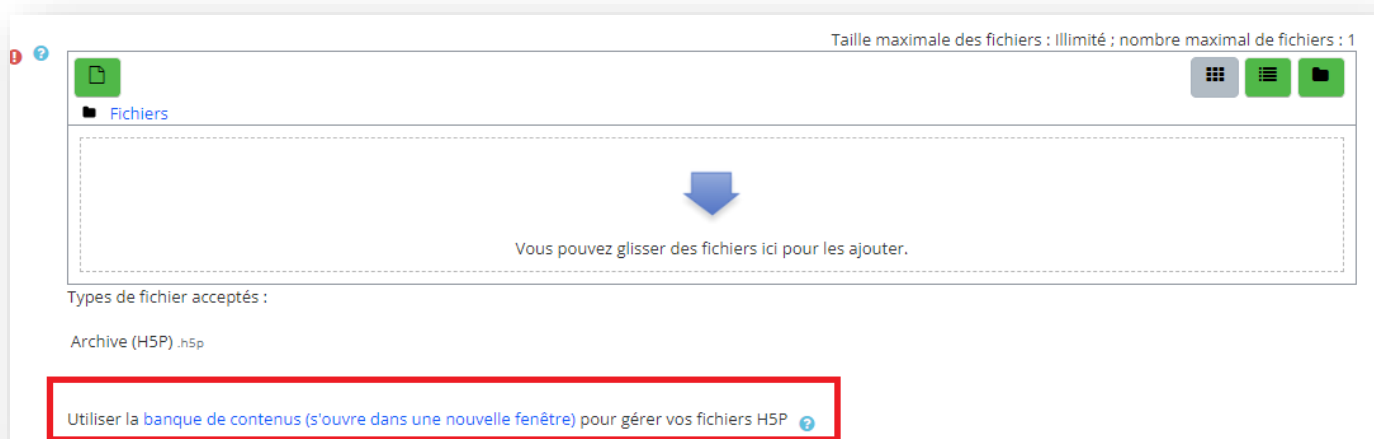 Taille maximale des fichiers : Illimité ; nombre maximal de fichiers : 1
Fichiers
Vous pouvez glisser des fichiers ici pour les ajouter.
Types de fichier acceptés :
Archive (H5P) .h5p
Utiliser la banque de contenus (s'ouvre dans une nouvelle fenêtre) pour gérer vos fichiers H5P